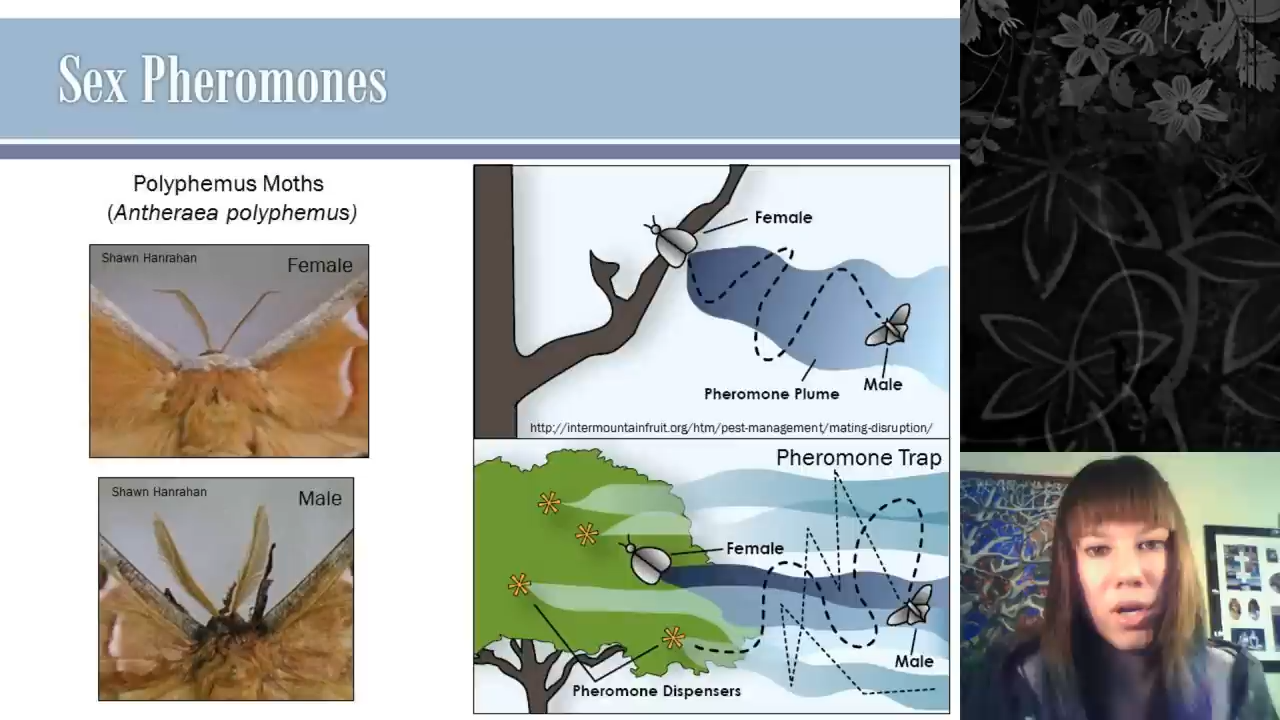 Sex Pheromones
Polyphemus Moths
(Antheraea polyphemus)
Shawn Hanrahan
Female
Shawn Hanrahan
Male
Female
Pheromone Plume
Male
http://intermountainfruit.org/htm/pest-management/mating-disruption/
Pheromone Trap
Female
Male
Pheromone Dispensers